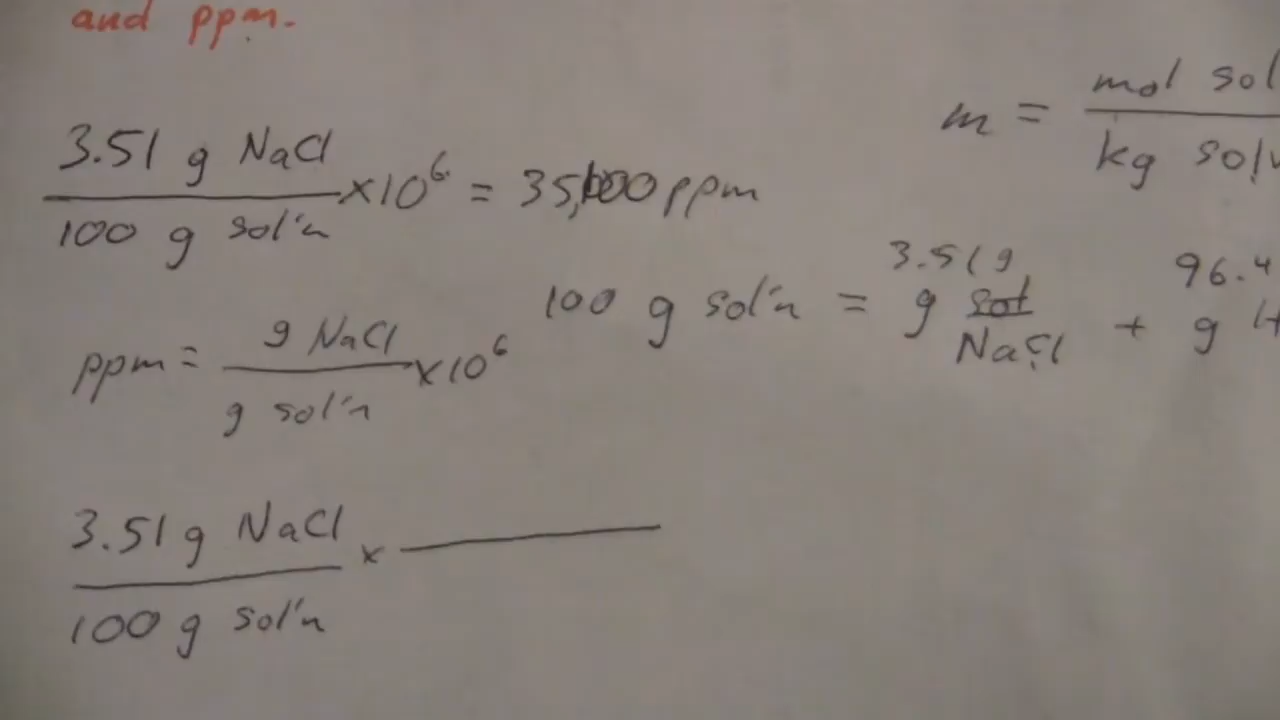 and ppm.
m = mol sol
kg solv
3.51 g NaCl
100 g sol'n
×10⁶ = 35,100 ppm
3.51 g
96.4
100 g sol'n = g sol + g H
NaCl
ppm = g NaCl
g sol'n
×10⁶
3.51 g NaCl ×
100 g sol'n